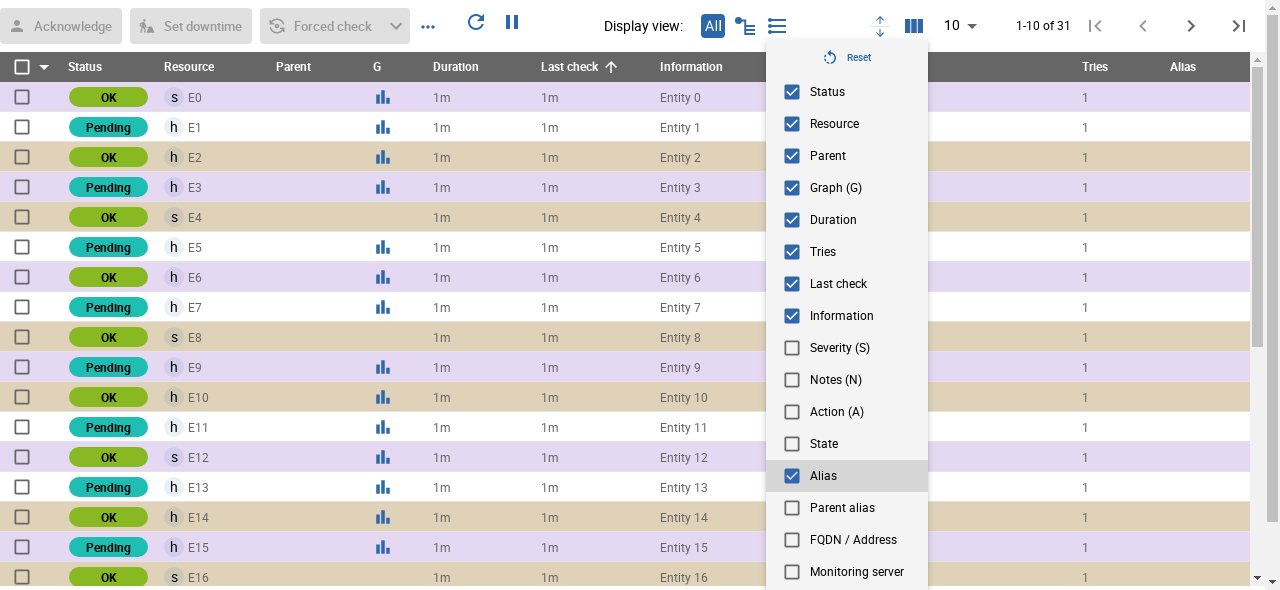 Acknowledge Set downtime Forced check Display view: All 10 1-10 of 31
Status Resource Parent G Duration Last check Information Tries Alias
OK s E0 1m 1m Entity 0 1
Pending h E1 1m 1m Entity 1 1
OK h E2 1m 1m Entity 2 1
Pending h E3 1m 1m Entity 3 1
OK s E4 1m 1m Entity 4 1
Pending h E5 1m 1m Entity 5 1
OK h E6 1m 1m Entity 6 1
Pending h E7 1m 1m Entity 7 1
OK s E8 1m 1m Entity 8 1
Pending h E9 1m 1m Entity 9 1
OK h E10 1m 1m Entity 10 1
Pending h E11 1m 1m Entity 11 1
OK s E12 1m 1m Entity 12 1
Pending h E13 1m 1m Entity 13 1
OK h E14 1m 1m Entity 14 1
Pending h E15 1m 1m Entity 15 1
OK s E16 1m 1m Entity 16 1
Reset
Status
Resource
Parent
Graph (G)
Duration
Tries
Last check
Information
Severity (S)
Notes (N)
Action (A)
State
Alias
Parent alias
FQDN / Address
Monitoring server